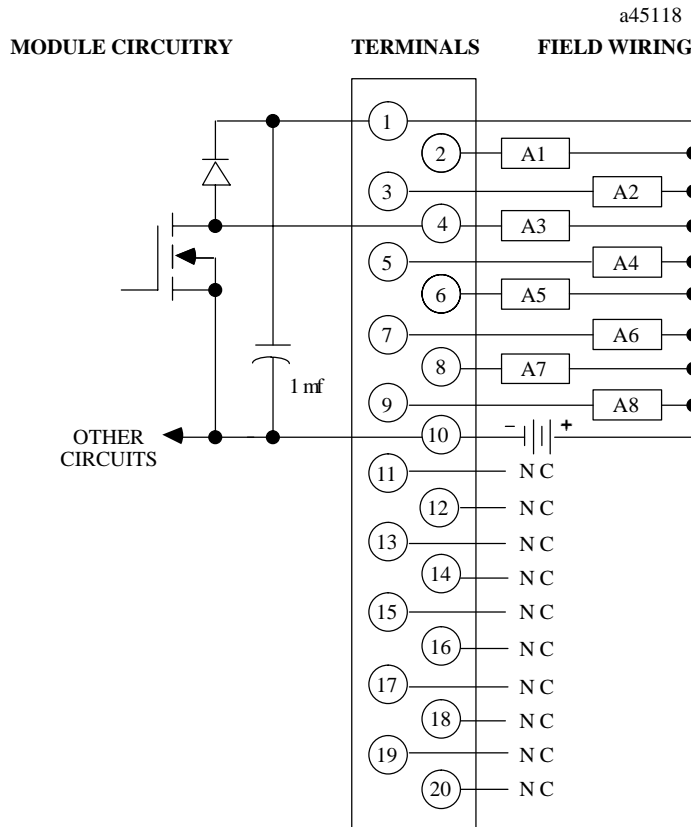 a45118
MODULE CIRCUITRY TERMINALS FIELD WIRING
1
2 A1
3 A2
4 A3
5 A4
6 A5
7 A6
8 A7
1 mf
9 A8
OTHER
CIRCUITS
10 − +
11 N C
12 N C
13 N C
14 N C
15 N C
16 N C
17 N C
18 N C
19 N C
20 N C